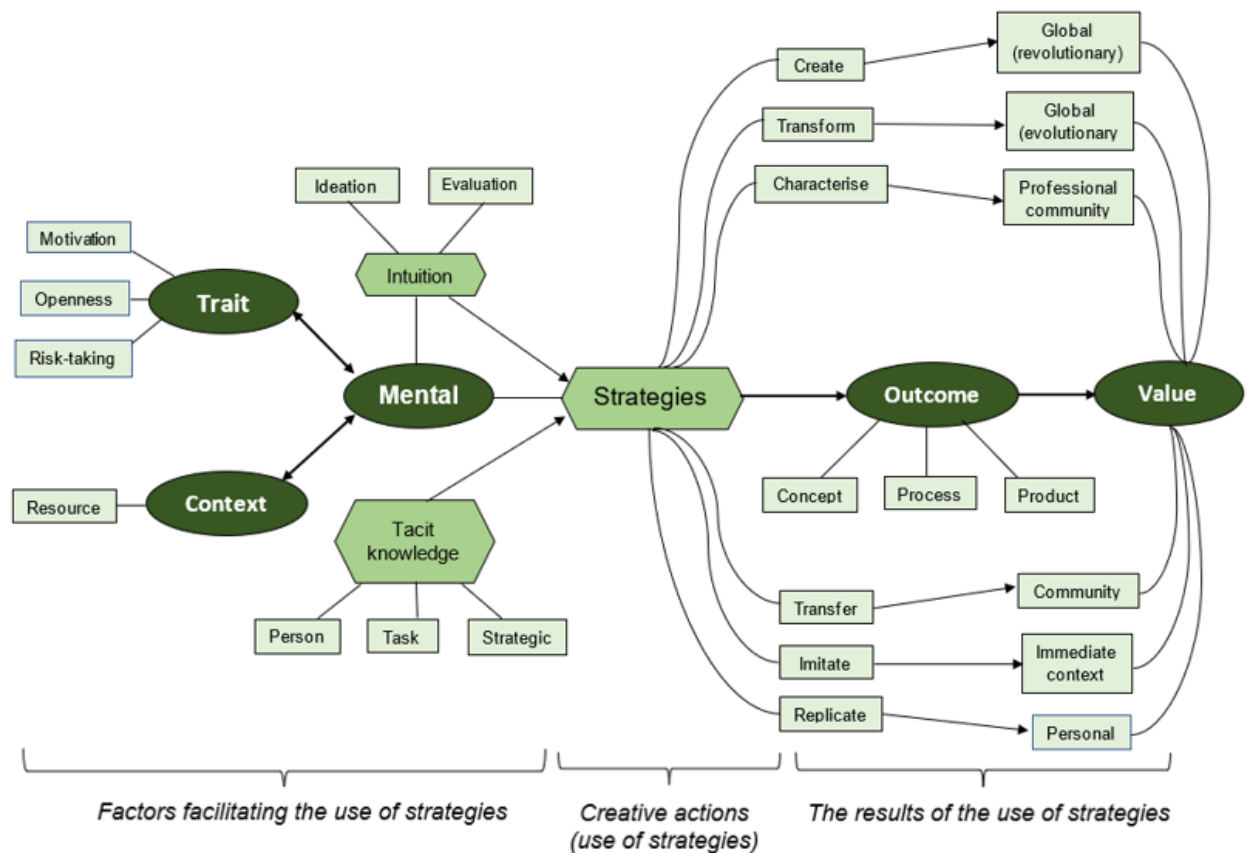 Global
(revolutionary)
Create
Global
(evolutionary
Transform
Ideation
Evaluation
Characterise
Professional
community
Motivation
Intuition
Openness
Trait
Risk-taking
Mental
Strategies
Outcome
Value
Resource
Context
Concept
Process
Product
Tacit
knowledge
Person
Task
Strategic
Transfer
Community
Imitate
Immediate
context
Replicate
Personal
Factors facilitating the use of strategies
Creative actions
(use of strategies)
The results of the use of strategies